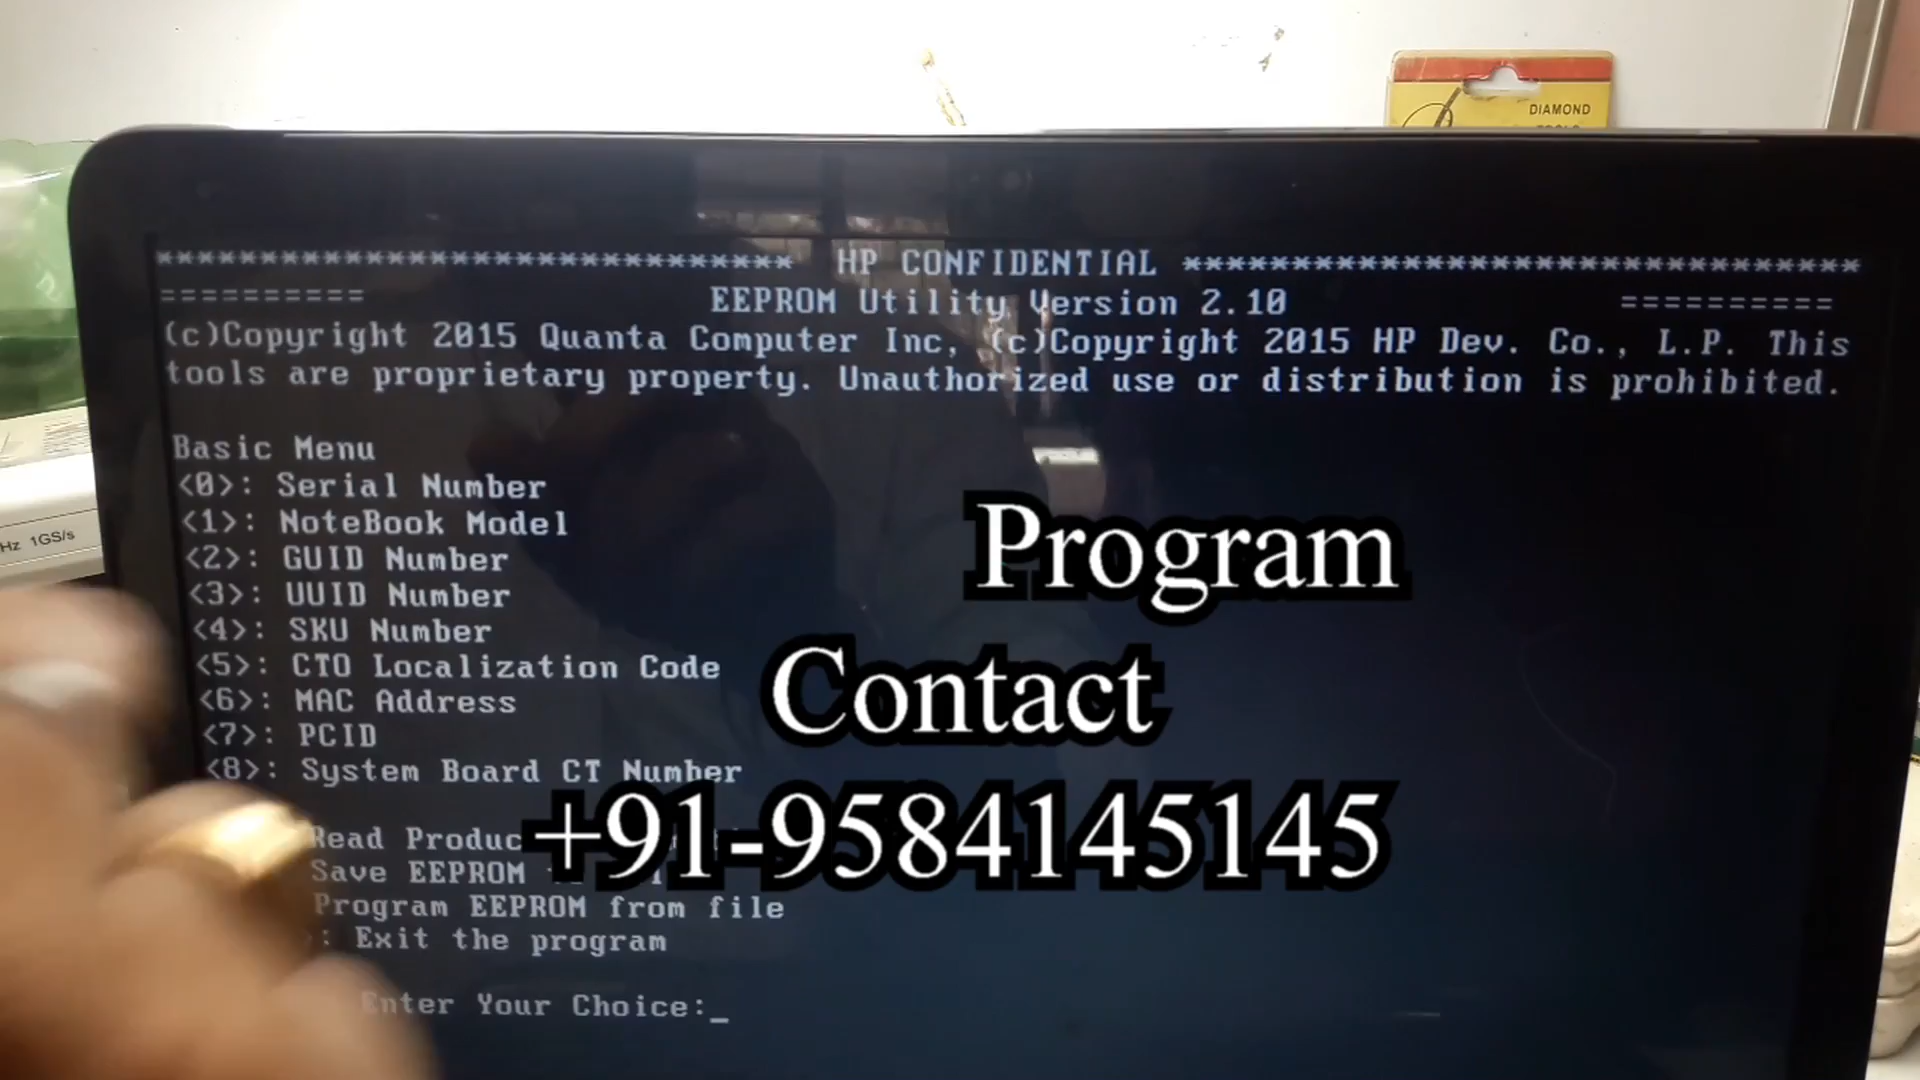 DIAMOND
****************************** HP CONFIDENTIAL ********************************
========== EEPROM Utility Version 2.10 ==========
(c)Copyright 2015 Quanta Computer Inc, (c)Copyright 2015 HP Dev. Co., L.P. This
tools are proprietary property. Unauthorized use or distribution is prohibited.
Basic Menu
<0>: Serial Number
<1>: NoteBook Model
<2>: GUID Number
<3>: UUID Number
<4>: SKU Number
<5>: CTO Localization Code
<6>: MAC Address
<7>: PCID
<8>: System Board CT Number
Read
Save EEPROM
Program EEPROM from file
: Exit the program
Enter Your Choice:_
Hz 1GS/s
Program
Contact
+91-9584145145